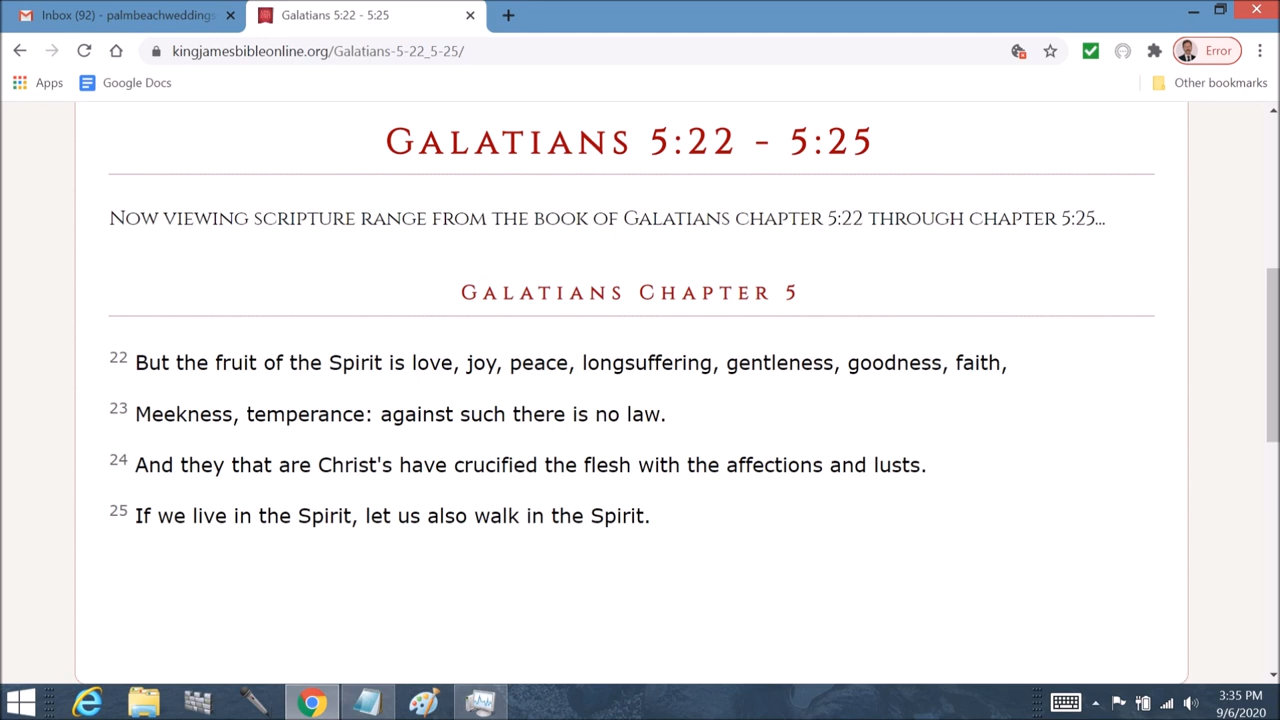 Inbox (92) - palmbeachweddings
Galatians 5:22 - 5:25
kingjamesbibleonline.org/Galatians-5-22_5-25/
Error
Apps
Google Docs
Other bookmarks
Galatians 5:22 - 5:25
Now viewing scripture range from the book of Galatians chapter 5:22 through chapter 5:25...
Galatians Chapter 5
22 But the fruit of the Spirit is love, joy, peace, longsuffering, gentleness, goodness, faith,
23 Meekness, temperance: against such there is no law.
24 And they that are Christ's have crucified the flesh with the affections and lusts.
25 If we live in the Spirit, let us also walk in the Spirit.
3:35 PM
9/6/2020